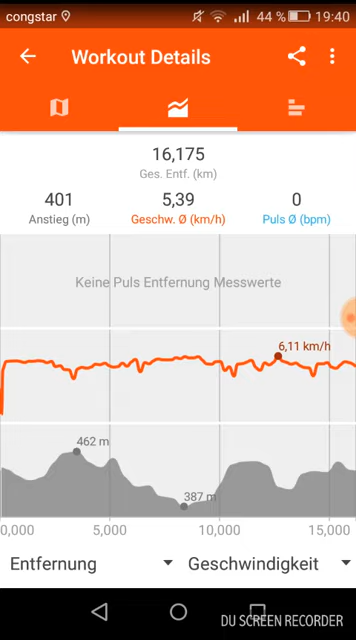 congstar 44 % 19:40
Workout Details
16,175
Ges. Entf. (km)
401 5,39 0
Anstieg (m) Geschw. Ø (km/h) Puls Ø (bpm)
Keine Puls Entfernung Messwerte
6,11 km/h
462 m
387 m
0,000 5,000 10,000 15,000
Entfernung Geschwindigkeit
DU SCREEN RECORDER